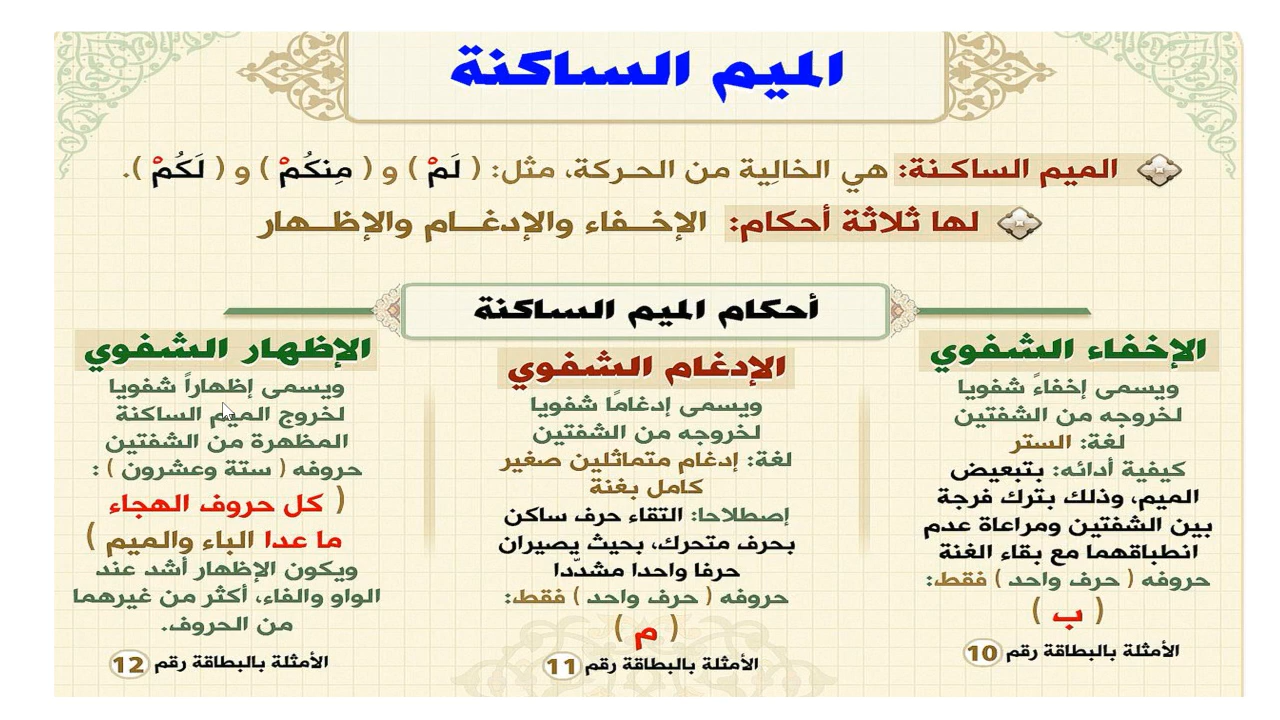 الميم الساكنة
الميم الساكنة: هي الخالِية من الحركة، مثل: ( لَمْ ) و ( مِنكُمْ ) و ( لَكُمْ ).
لها ثلاثة أحكام: الإخفاء والإدغام والإظهار
أحكام الميم الساكنة
الإخفاء الشفوي
ويسمى إخفاءً شفويا
لخروجه من الشفتين
لغة: الستر
كيفية أدائه: بتبعيض
الميم، وذلك بترك فرجة
بين الشفتين ومراعاة عدم
انطباقهما مع بقاء الغنة
حروفه ( حرف واحد ) فقط:
( ب )
الأمثلة بالبطاقة رقم 10
الإدغام الشفوي
ويسمى إدغامًا شفويا
لخروجه من الشفتين
لغة: إدغام متماثلين صغير
كامل بغنة
إصطلاحا: التقاء حرف ساكن
بحرف متحرك، بحيث يصيران
حرفا واحدا مشدّدا
حروفه ( حرف واحد ) فقط:
( م )
الأمثلة بالبطاقة رقم 11
الإظهار الشفوي
ويسمى إظهاراً شفويا
لخروج الميم الساكنة
المظهرة من الشفتين
حروفه ( ستة وعشرون ) :
( كل حروف الهجاء
ما عدا الباء والميم )
ويكون الإظهار أشد عند
الواو والفاء، أكثر من غيرهما
من الحروف.
الأمثلة بالبطاقة رقم 12